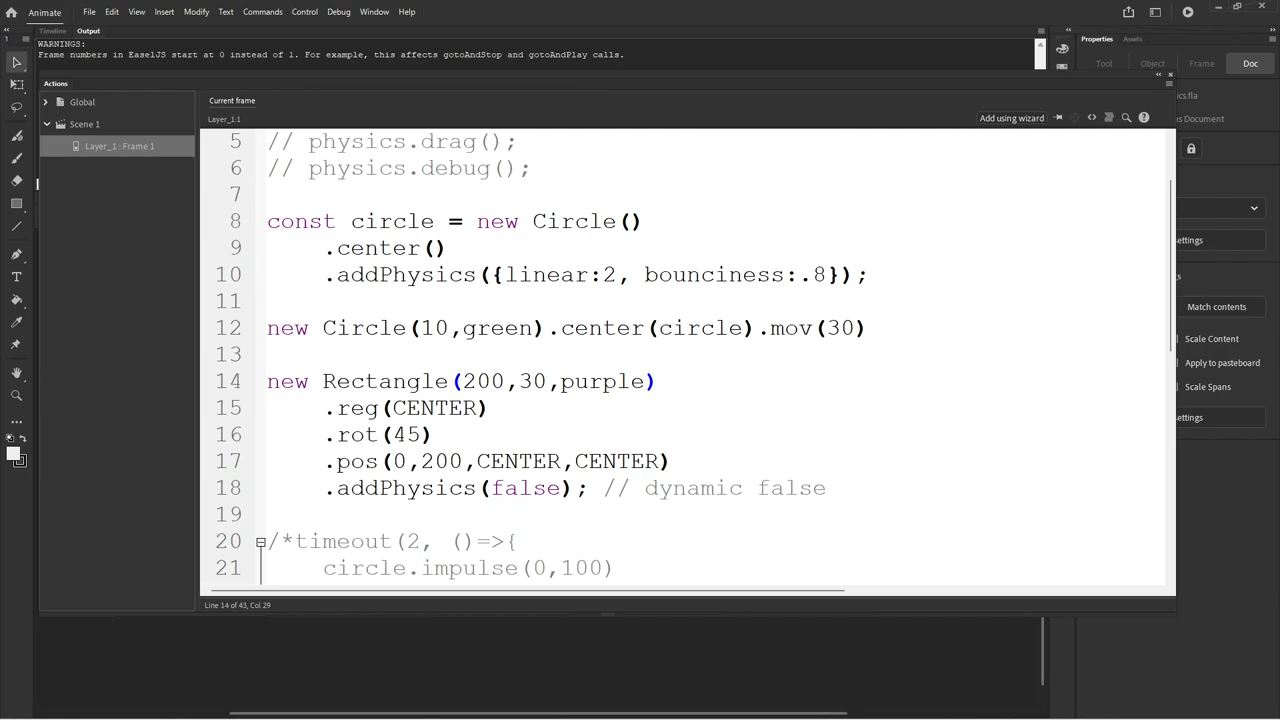 Animate
File Edit View Insert Modify Text Commands Control Debug Window Help
Timeline Output
WARNINGS:
Frame numbers in EaselJS start at 0 instead of 1. For example, this affects gotoAndStop and gotoAndPlay calls.
Properties Assets
Tool Object Frame Doc
Actions
Global
Scene 1
Layer_1 : Frame 1
Current frame
Layer_1:1
Add using wizard
5 // physics.drag();
6 // physics.debug();
7
8 const circle = new Circle()
9 .center()
10 .addPhysics({linear:2, bounciness:.8});
11
12 new Circle(10,green).center(circle).mov(30)
13
14 new Rectangle(200,30,purple)
15 .reg(CENTER)
16 .rot(45)
17 .pos(0,200,CENTER,CENTER)
18 .addPhysics(false); // dynamic false
19
20 /*timeout(2, ()=>{
21 circle.impulse(0,100)
Line 14 of 43, Col 29
ics.fla
s Document
ettings
s
Match contents
Scale Content
Apply to pasteboard
Scale Spans
ettings